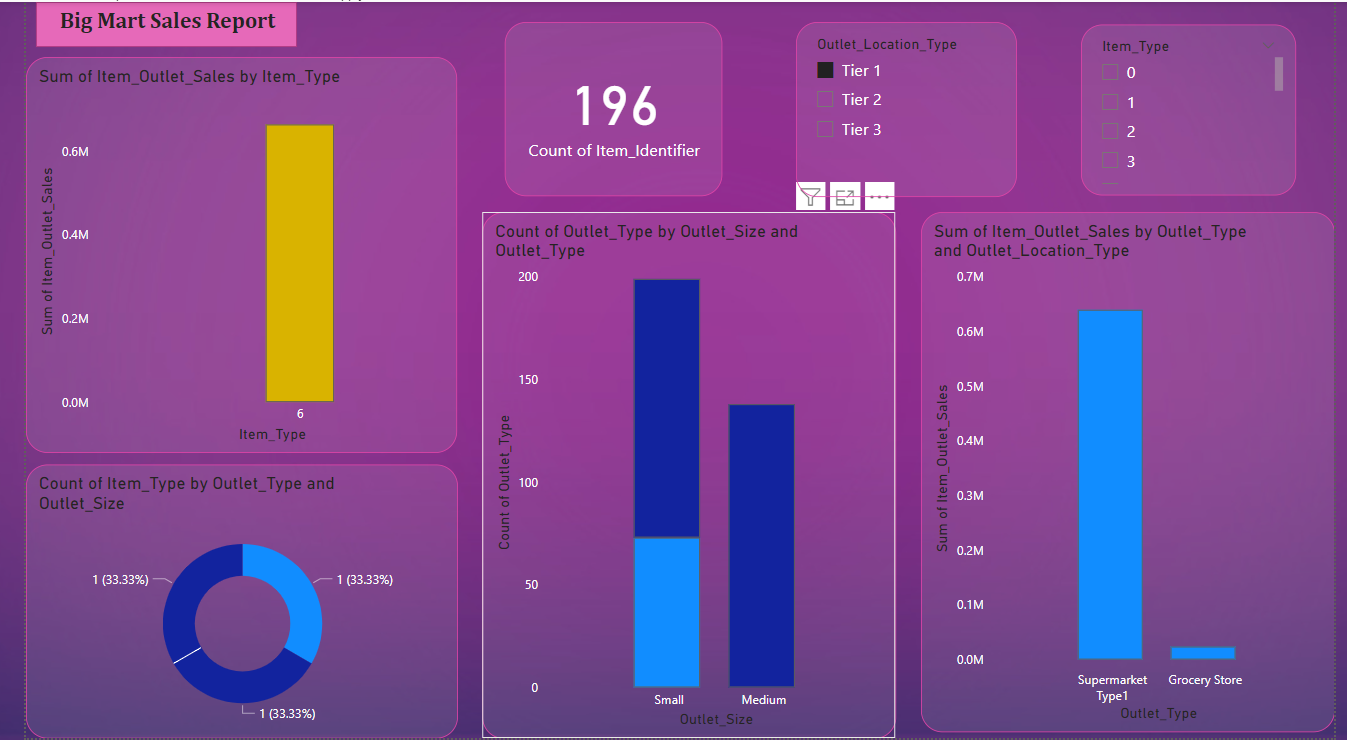 Big Mart Sales Report
Sum of Item_Outlet_Sales by Item_Type
Sum of Item_Outlet_Sales
0.6M
0.4M
0.2M
0.0M
6
Item_Type
196
Count of Item_Identifier
Outlet_Location_Type
Tier 1
Tier 2
Tier 3
Item_Type
0
1
2
3
Count of Item_Type by Outlet_Type and
Outlet_Size
1 (33.33%)
1 (33.33%)
1 (33.33%)
Count of Outlet_Type by Outlet_Size and
Outlet_Type
Count of Outlet_Type
200
150
100
50
0
Small
Medium
Outlet_Size
Sum of Item_Outlet_Sales by Outlet_Type
and Outlet_Location_Type
Sum of Item_Outlet_Sales
0.7M
0.6M
0.5M
0.4M
0.3M
0.2M
0.1M
0.0M
Supermarket
Type1
Grocery Store
Outlet_Type